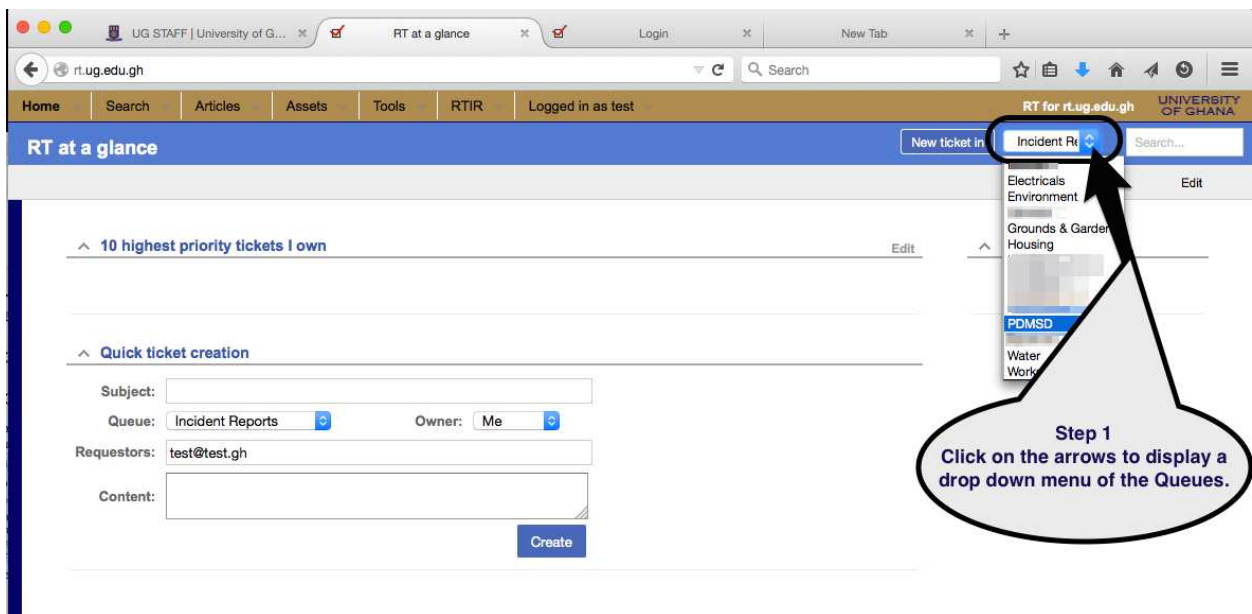 UG STAFF | University of G...
RT at a glance
Login
New Tab
rt.ug.edu.gh
Search
Home Search Articles Assets Tools RTIR Logged in as test
RT for rt.ug.edu.gh
UNIVERSITY
OF GHANA
RT at a glance
New ticket in
Incident Re
Search...
Edit
Electricals
Environment
Grounds & Garden
Housing
PDMSD
Water
Work
10 highest priority tickets I own
Edit
Quick ticket creation
Subject:
Queue: Incident Reports Owner: Me
Requestors: test@test.gh
Content:
Create
Step 1
Click on the arrows to display a
drop down menu of the Queues.